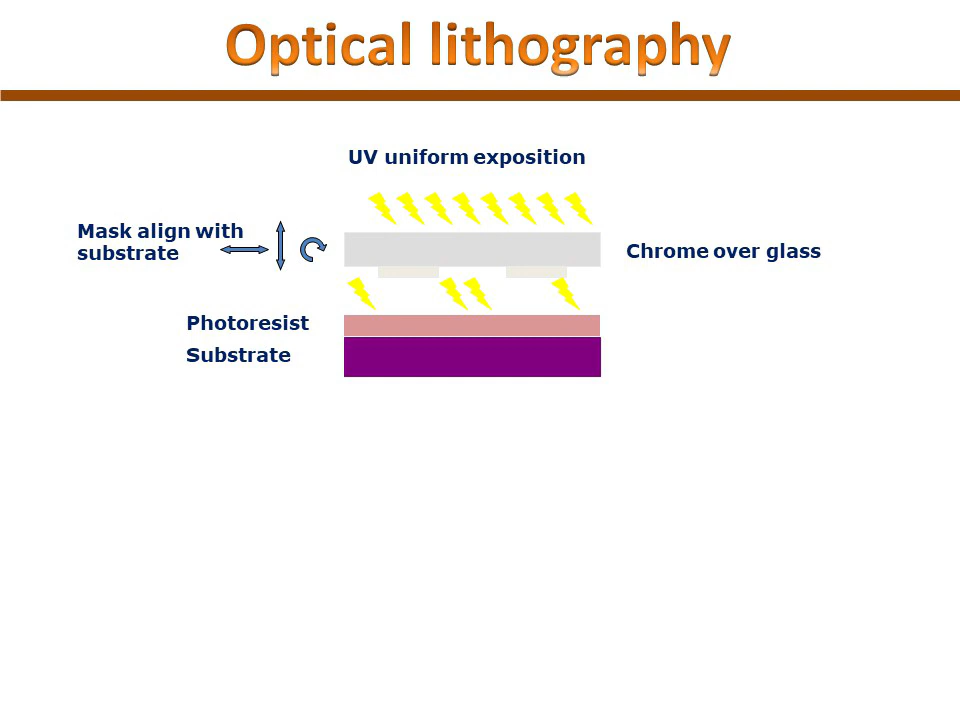 Optical lithography
UV uniform exposition
Mask align with
substrate
Chrome over glass
Photoresist
Substrate